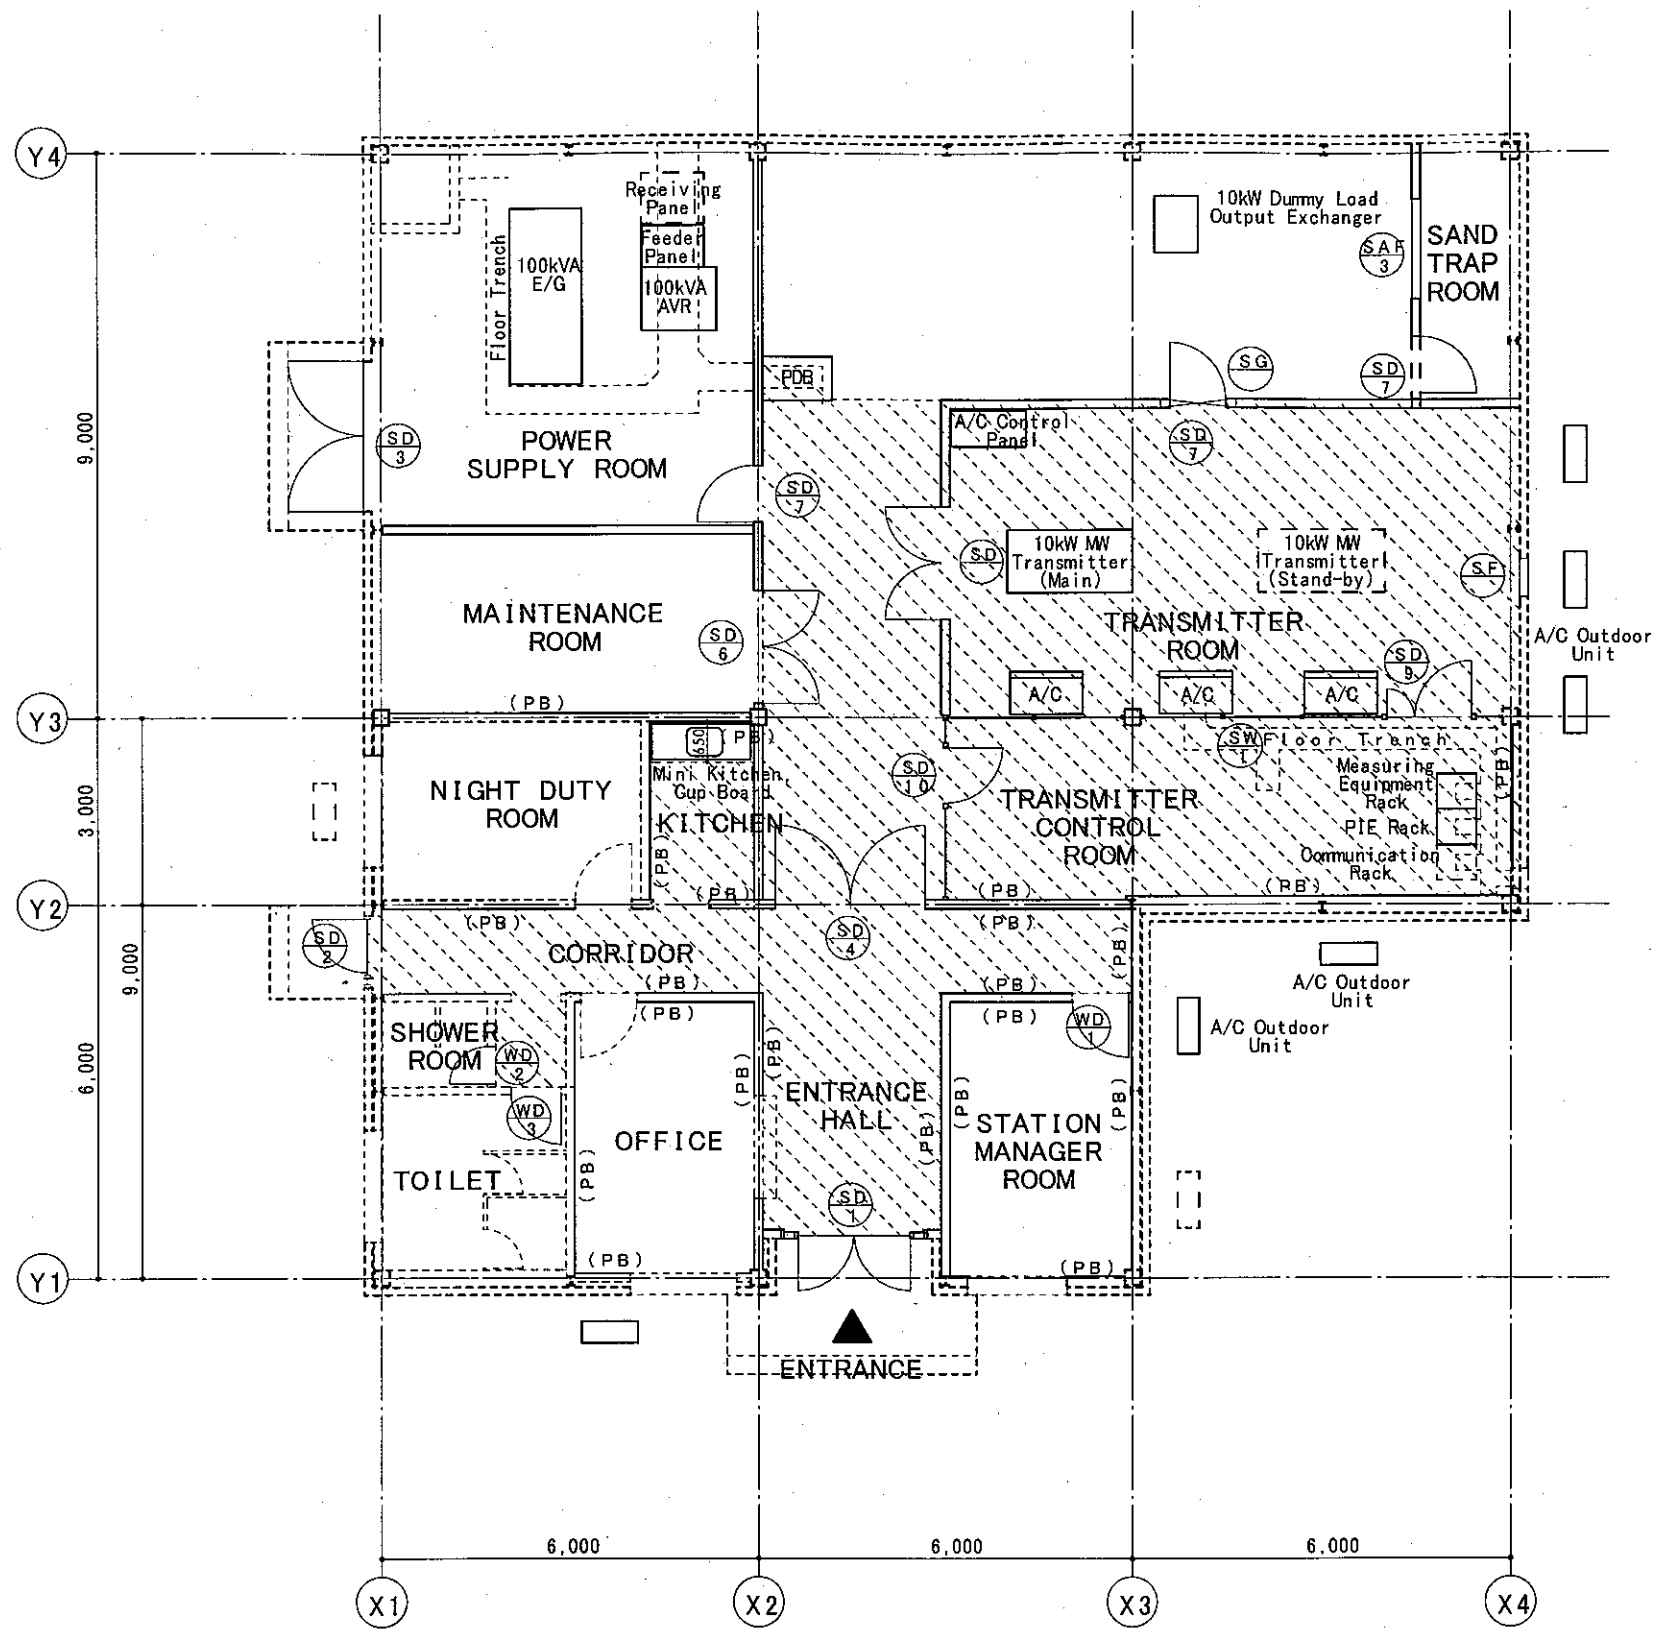 Y4
Receiving
Panel
Feeder
Panel
100kVA
AVR
100kVA
E/G
Floor Trench
10kW Dummy Load
Output Exchanger
SAF
3
SAND
TRAP
ROOM
PDB
SG
SD
7
9,000
SD
3
POWER
SUPPLY ROOM
A/C Control
Panel
SD
7
SD
7
SD
10kW MW
Transmitter
(Main)
10kW MW
Transmitter
(Stand-by)
SF
MAINTENANCE
ROOM
SD
6
TRANSMITTER
ROOM
A/C Outdoor
Unit
SD
9
A/C
A/C
A/C
(PB)
Y3
650
(PB)
SW
1
Floor Trench
Mini Kitchen,
Cup Board
SD
10
Measuring
Equipment
Rack
(PB)
NIGHT DUTY
ROOM
3,000
KITCHEN
TRANSMITTER
CONTROL
ROOM
PIE Rack
Communication
Rack
(PB)
(PB)
(PB)
(PB)
Y2
(PB)
(PB)
SD
2
SD
4
CORRIDOR
(PB)
9,000
A/C Outdoor
Unit
(PB)
(PB)
(PB)
(PB)
SHOWER
ROOM
WD
1
A/C Outdoor
Unit
WD
2
6,000
(PB)
(PB)
ENTRANCE
HALL
(PB)
(PB)
WD
3
OFFICE
(PB)
STATION
MANAGER
ROOM
TOILET
(PB)
SD
1
(PB)
(PB)
Y1
ENTRANCE
6,000
6,000
6,000
X1
X2
X3
X4